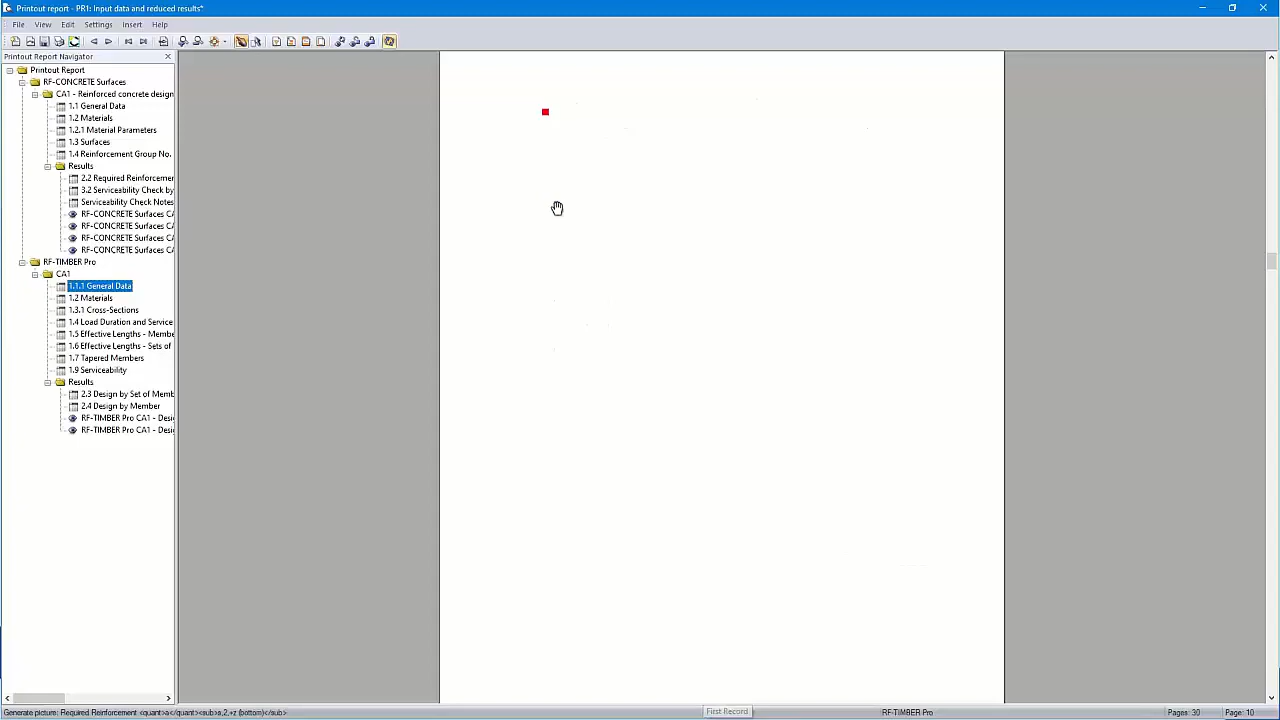 Printout report - PR1: Input data and reduced results*
File View Edit Settings Insert Help
Printout Report Navigator
Printout Report
RF-CONCRETE Surfaces
CA1 - Reinforced concrete design
1.1 General Data
1.2 Materials
1.2.1 Material Parameters
1.3 Surfaces
1.4 Reinforcement Group No.
Results
2.2 Required Reinforcemer
3.2 Serviceability Check by
Serviceability Check Notes
RF-CONCRETE Surfaces CA
RF-CONCRETE Surfaces CA
RF-CONCRETE Surfaces CA
RF-CONCRETE Surfaces CA
RF-TIMBER Pro
CA1
1.1.1 General Data
1.2 Materials
1.3.1 Cross-Sections
1.4 Load Duration and Service
1.5 Effective Lengths - Membe
1.6 Effective Lengths - Sets of
1.7 Tapered Members
1.9 Serviceability
Results
2.3 Design by Set of Memb
2.4 Design by Member
RF-TIMBER Pro CA1 - Desi
RF-TIMBER Pro CA1 - Desi
Generate picture: Required Reinforcement <quant>a</quant><sub>s,2,+z (bottom)</sub>
First Record
RF-TIMBER Pro
Pages: 30
Page: 10